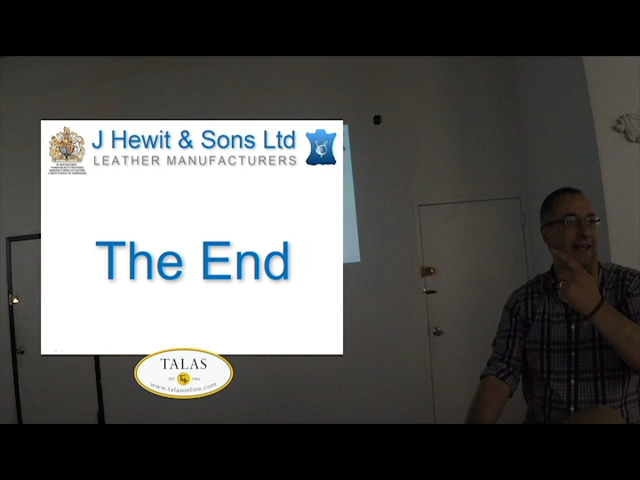 J Hewit & Sons Ltd
LEATHER MANUFACTURERS
The End
TALAS
www.talasonline.com